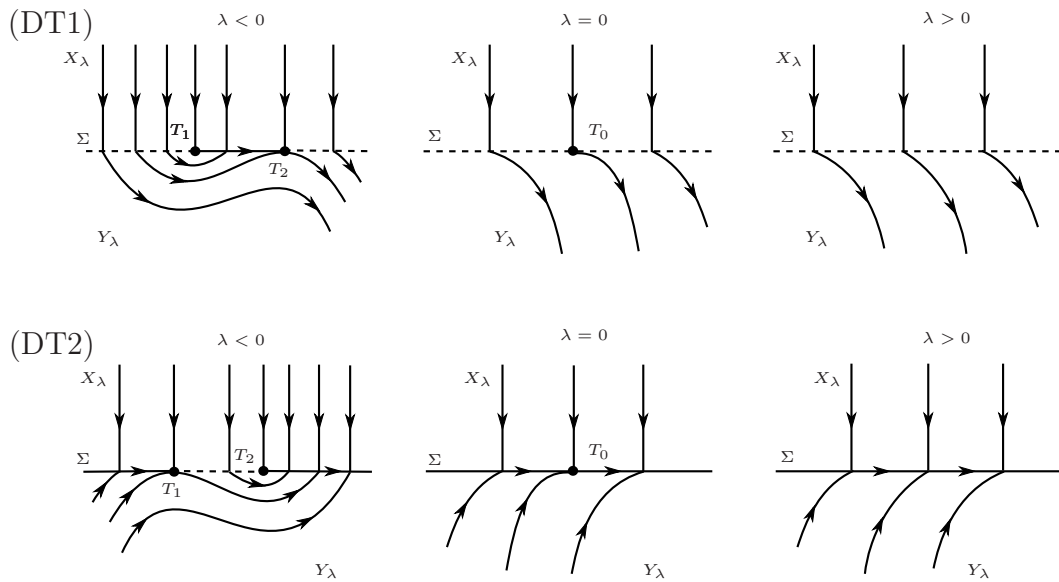 (DT1)
λ < 0
λ = 0
λ > 0
X_λ
X_λ
X_λ
Σ
T_1
Σ
T_0
Σ
T_2
Y_λ
Y_λ
Y_λ
(DT2)
λ < 0
λ = 0
λ > 0
X_λ
X_λ
X_λ
Σ
T_2
Σ
T_0
Σ
T_1
Y_λ
Y_λ
Y_λ